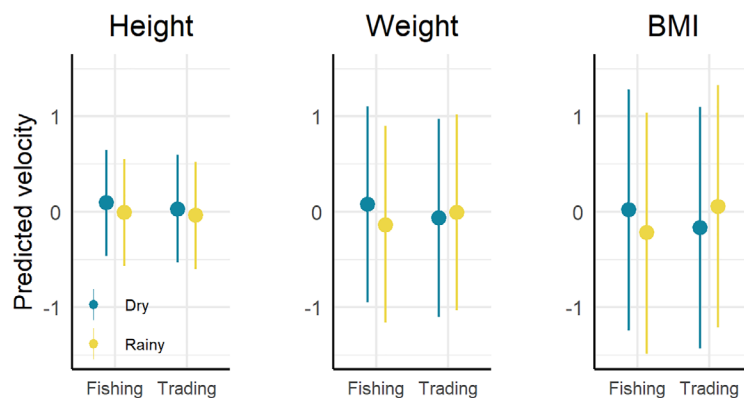 Height
Weight
BMI
Predicted velocity
1
0
-1
Dry
Rainy
Fishing
Trading
1
0
-1
Fishing
Trading
1
0
-1
Fishing
Trading